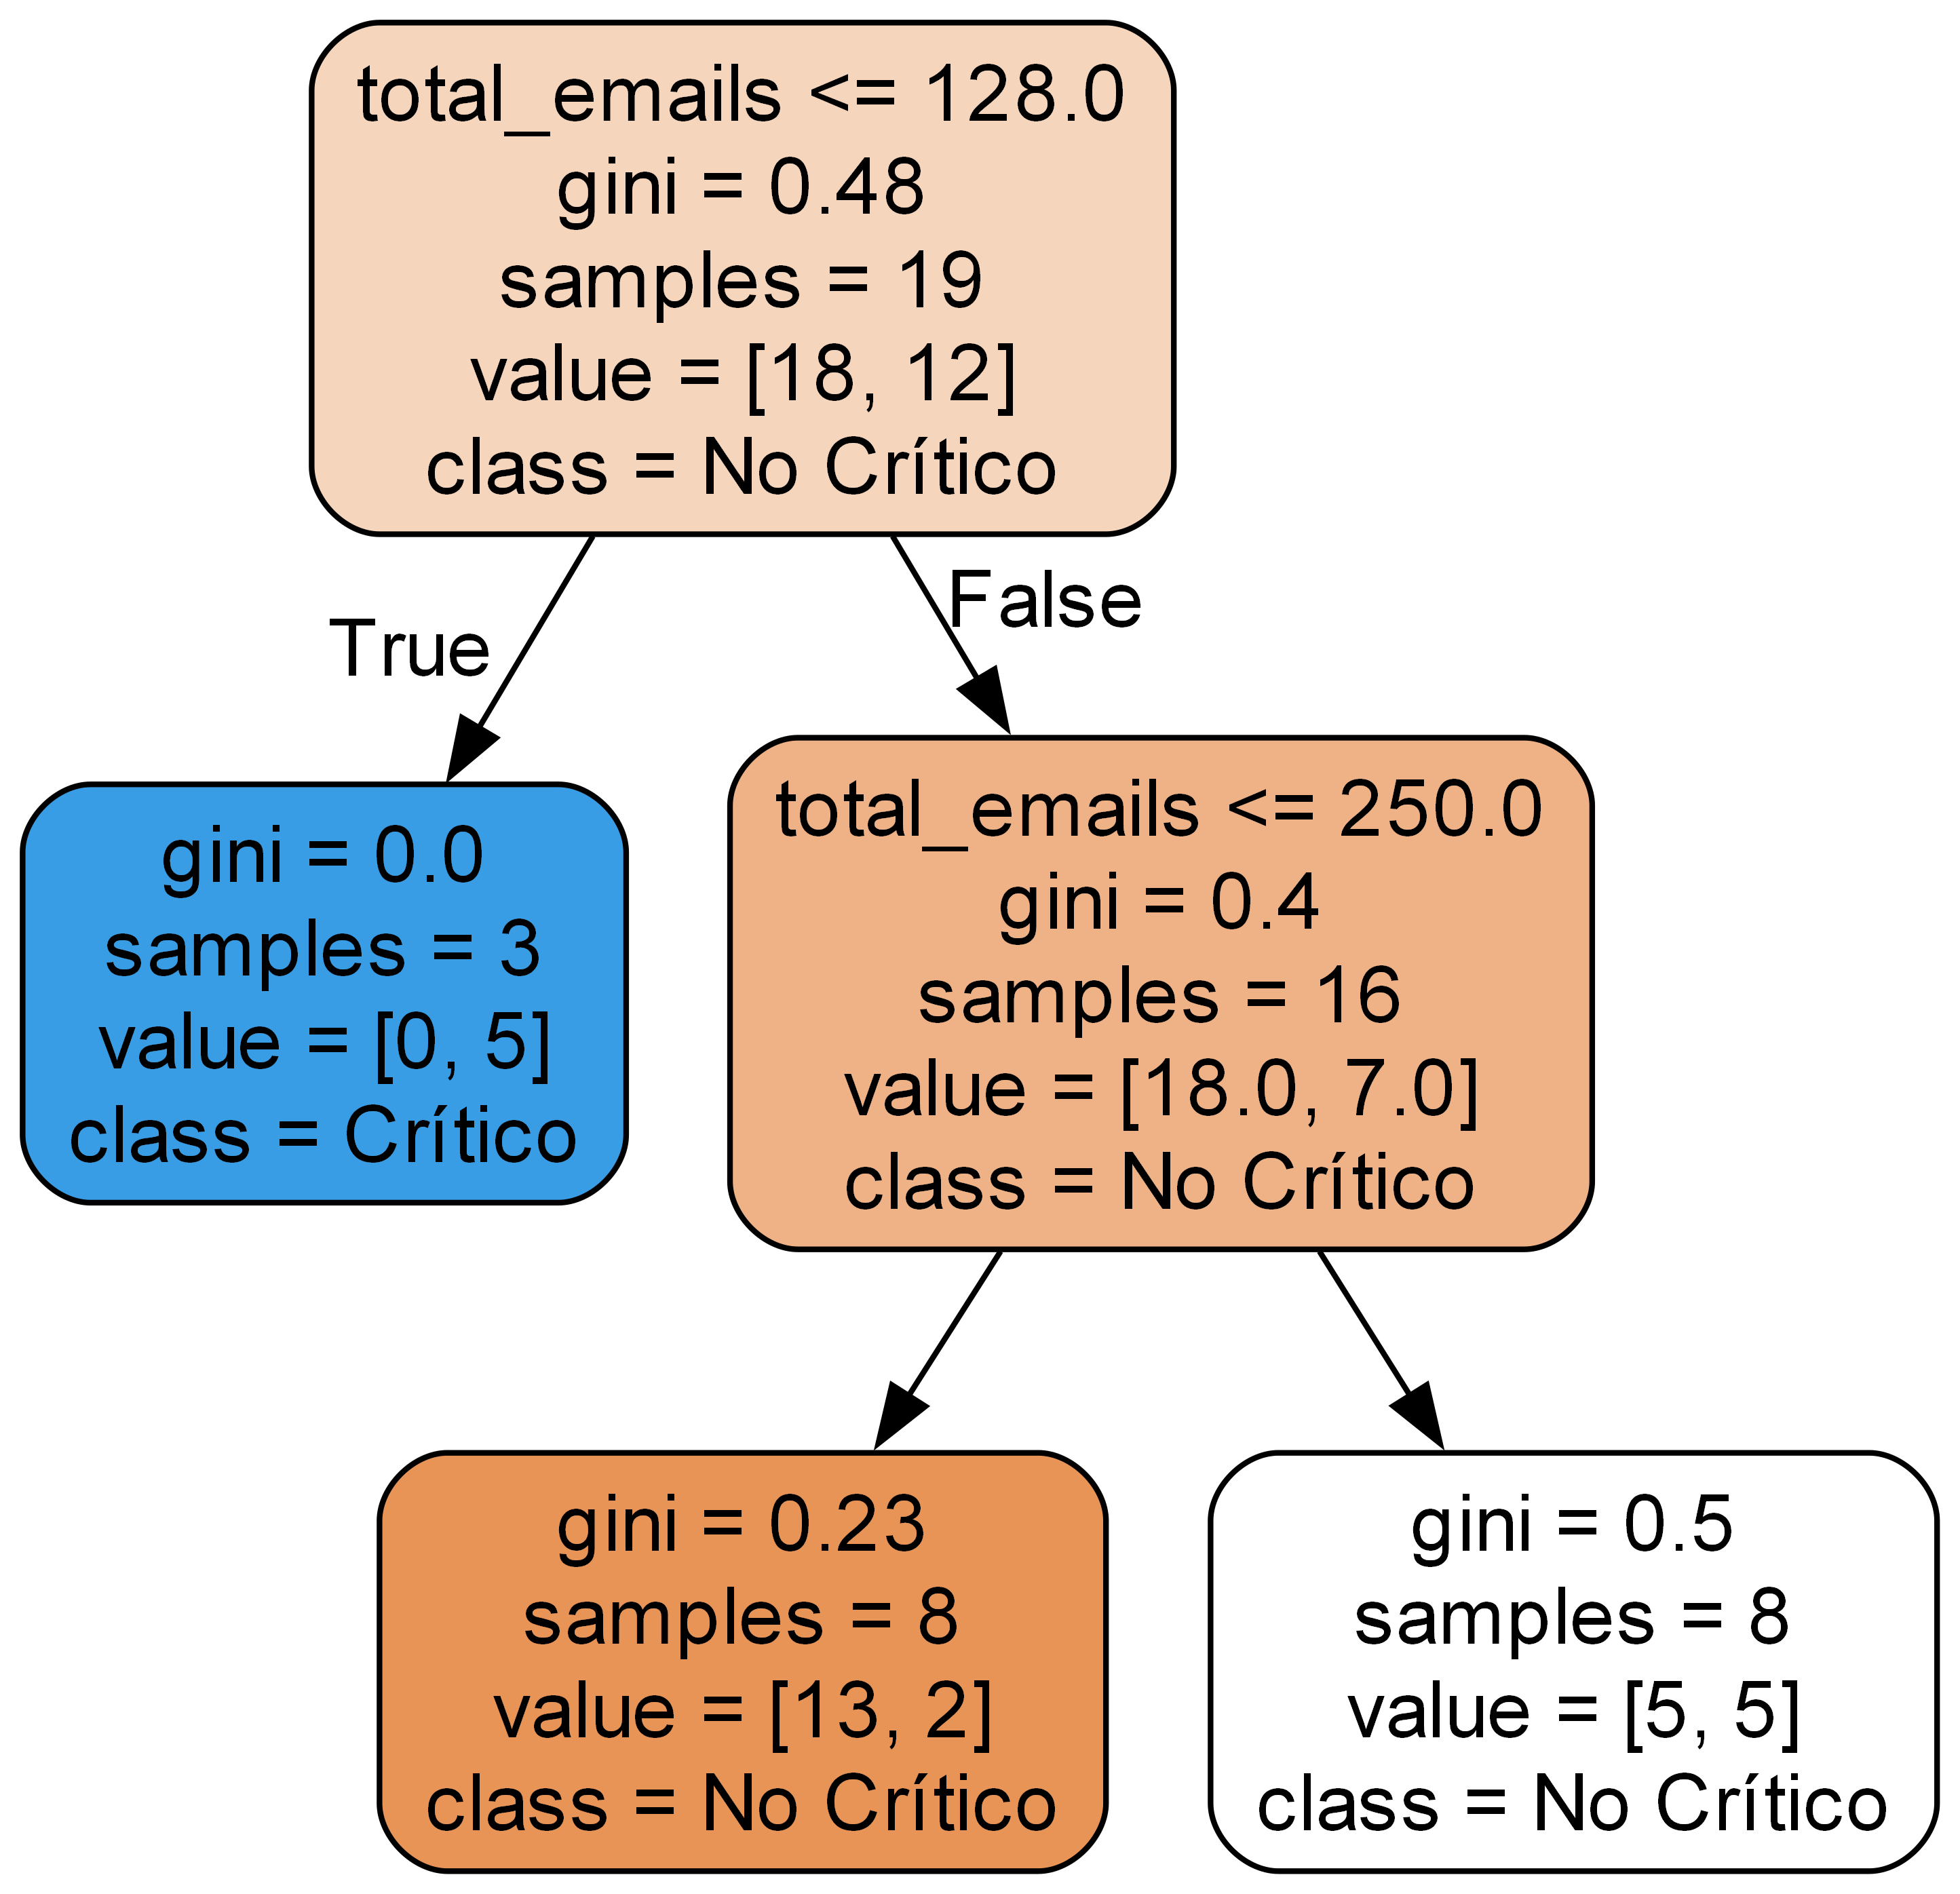 total_emails <= 128.0
gini = 0.48
samples = 19
value = [18, 12]
class = No Crítico
True
False
gini = 0.0
samples = 3
value = [0, 5]
class = Crítico
total_emails <= 250.0
gini = 0.4
samples = 16
value = [18.0, 7.0]
class = No Crítico
gini = 0.23
samples = 8
value = [13, 2]
class = No Crítico
gini = 0.5
samples = 8
value = [5, 5]
class = No Crítico